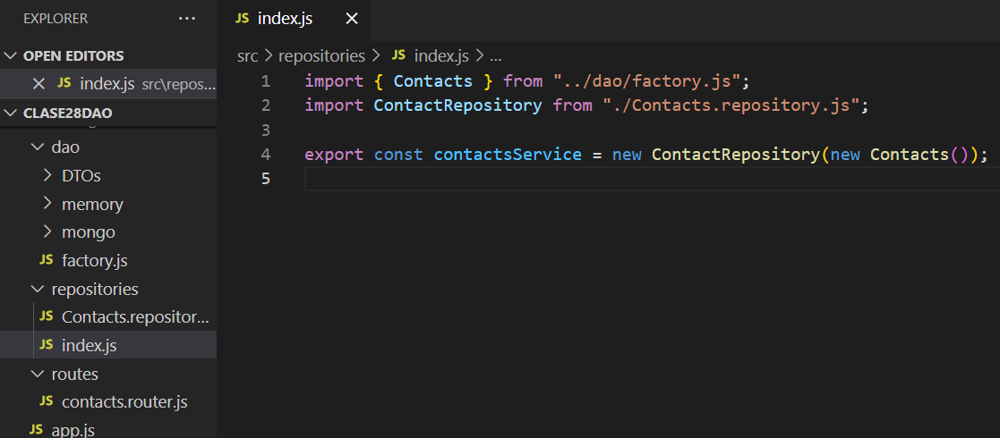 EXPLORER ...
OPEN EDITORS
JS index.js src\repos...
CLASE28DAO
dao
DTOs
memory
mongo
JS factory.js
repositories
JS Contacts.repositor...
JS index.js
routes
JS contacts.router.js
JS app.js
JS index.js
src > repositories > JS index.js > ...
1 import { Contacts } from "../dao/factory.js";
2 import ContactRepository from "./Contacts.repository.js";
3
4 export const contactsService = new ContactRepository(new Contacts());
5